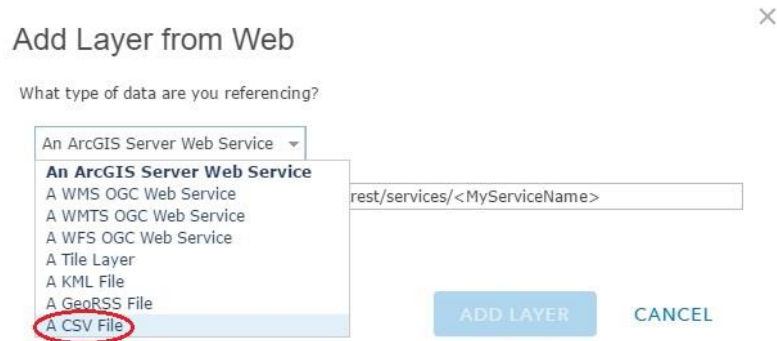 ×
Add Layer from Web
What type of data are you referencing?
An ArcGIS Server Web Service
An ArcGIS Server Web Service
A WMS OGC Web Service
A WMTS OGC Web Service
A WFS OGC Web Service
A Tile Layer
A KML File
A GeoRSS File
A CSV File
rest/services/<MyServiceName>
ADD LAYER CANCEL